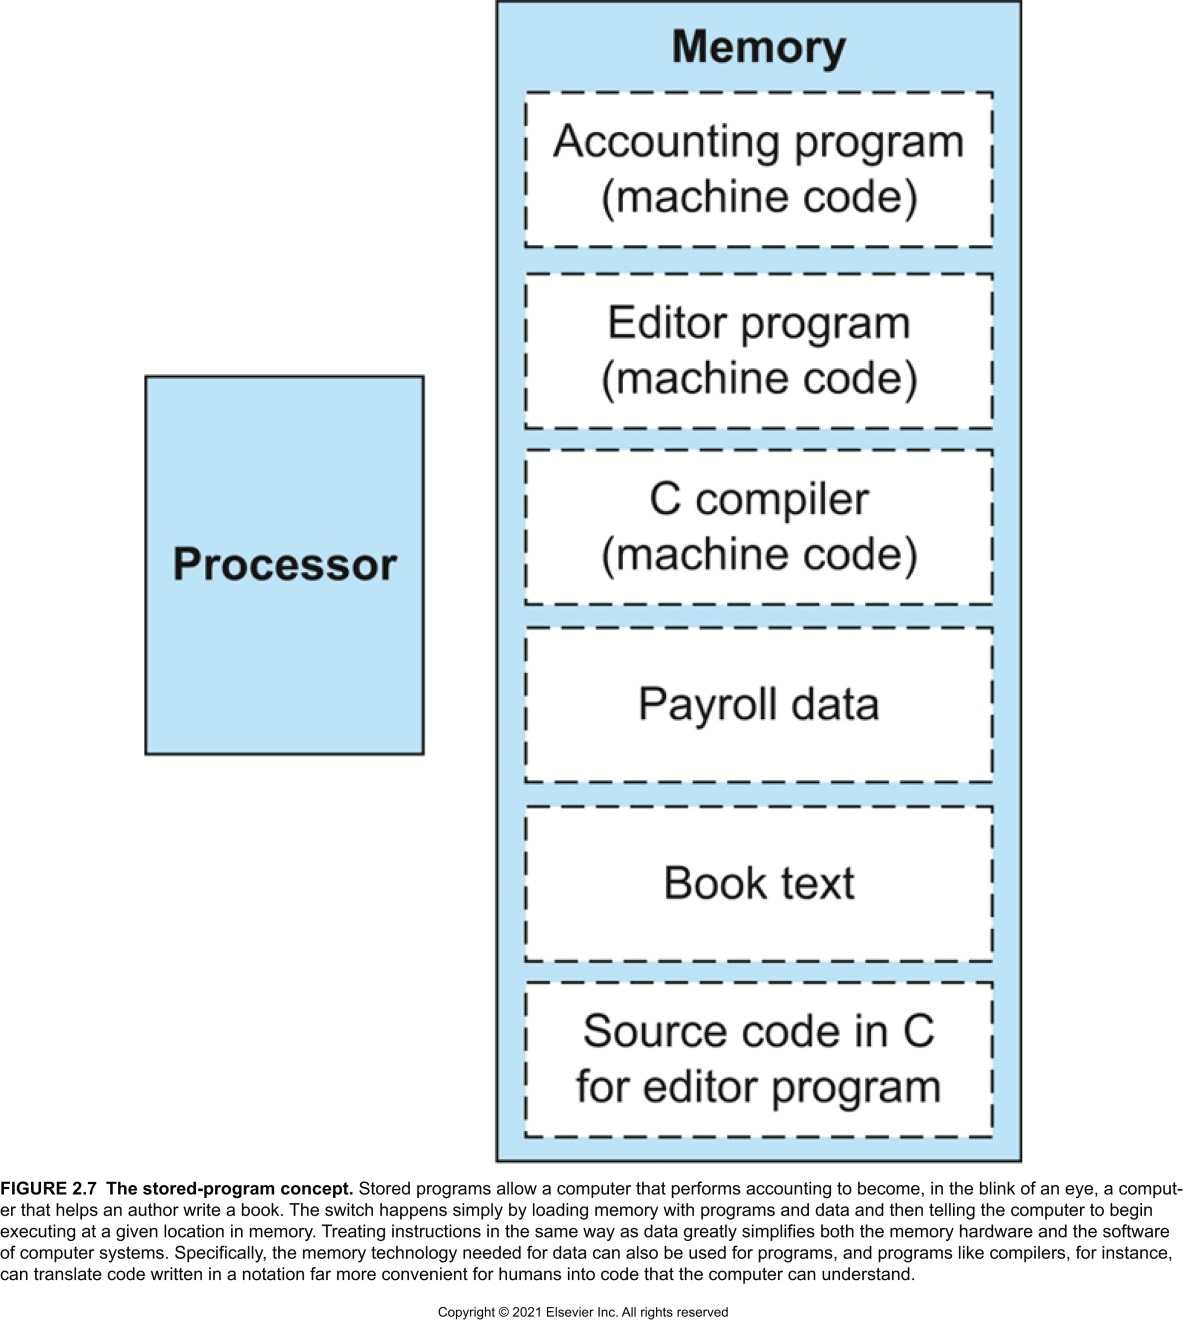 Memory
Accounting program
(machine code)
Editor program
(machine code)
C compiler
(machine code)
Processor
Payroll data
Book text
Source code in C
for editor program
FIGURE 2.7 The stored-program concept. Stored programs allow a computer that performs accounting to become, in the blink of an eye, a comput-
er that helps an author write a book. The switch happens simply by loading memory with programs and data and then telling the computer to begin
executing at a given location in memory. Treating instructions in the same way as data greatly simplifies both the memory hardware and the software
of computer systems. Specifically, the memory technology needed for data can also be used for programs, and programs like compilers, for instance,
can translate code written in a notation far more convenient for humans into code that the computer can understand.
Copyright © 2021 Elsevier Inc. All rights reserved